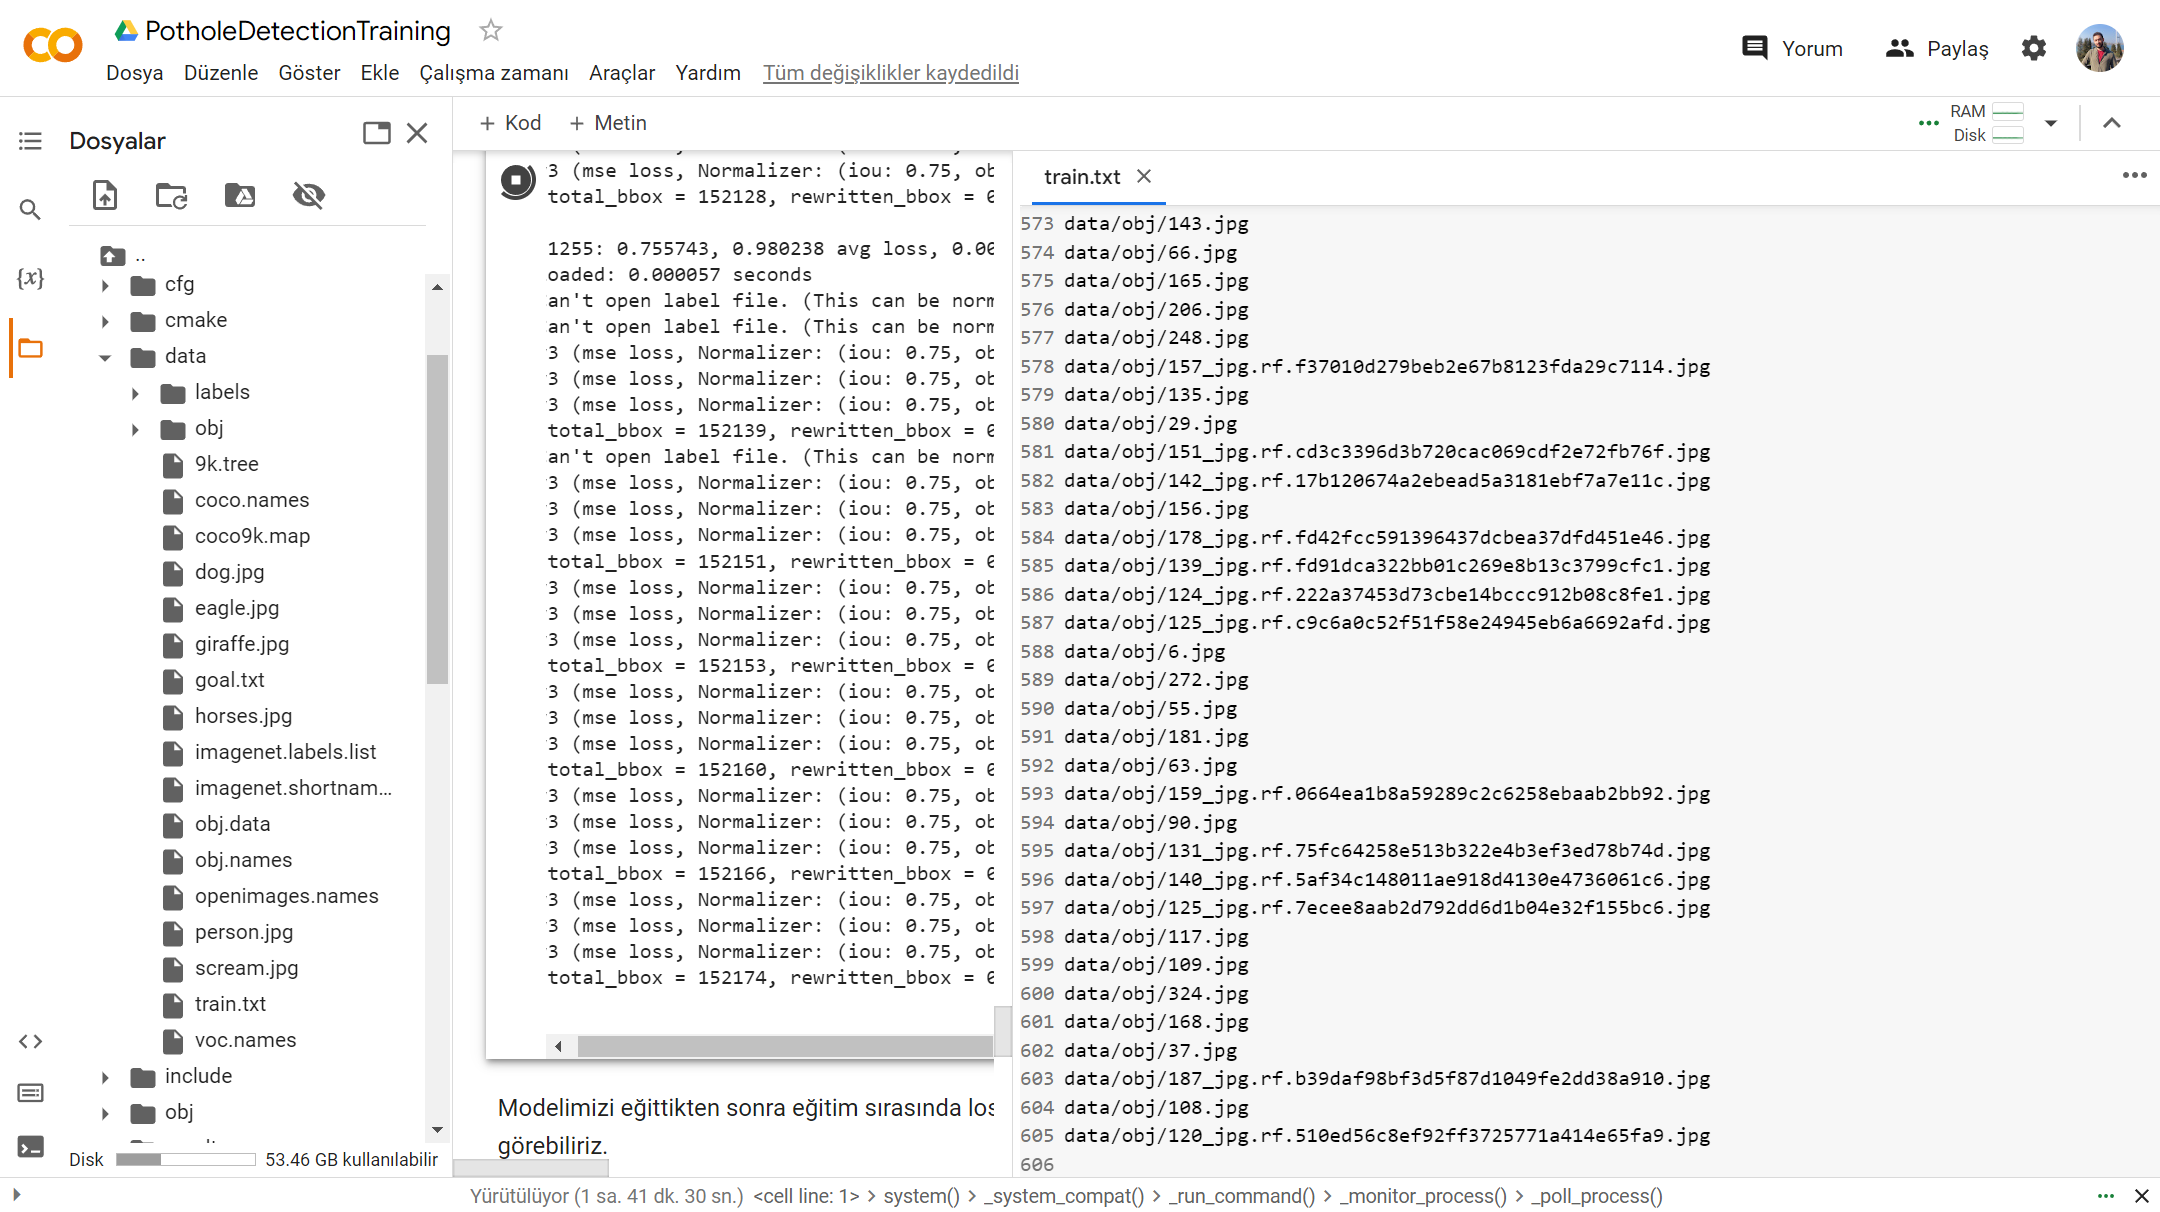 PotholeDetectionTraining
Dosya Düzenle Göster Ekle Çalışma zamanı Araçlar Yardım Tüm değişiklikler kaydedildi
Yorum Paylaş
Dosyalar
..
cfg
cmake
data
labels
obj
9k.tree
coco.names
coco9k.map
dog.jpg
eagle.jpg
giraffe.jpg
goal.txt
horses.jpg
imagenet.labels.list
imagenet.shortnam...
obj.data
obj.names
openimages.names
person.jpg
scream.jpg
train.txt
voc.names
include
obj
Disk 53.46 GB kullanılabilir
+ Kod + Metin
RAM
Disk
3 (mse loss, Normalizer: (iou: 0.75, ob
total_bbox = 152128, rewritten_bbox = 0
1255: 0.755743, 0.980238 avg loss, 0.00
oaded: 0.000057 seconds
an't open label file. (This can be norm
an't open label file. (This can be norm
3 (mse loss, Normalizer: (iou: 0.75, ob
3 (mse loss, Normalizer: (iou: 0.75, ob
3 (mse loss, Normalizer: (iou: 0.75, ob
total_bbox = 152139, rewritten_bbox = 0
an't open label file. (This can be norm
3 (mse loss, Normalizer: (iou: 0.75, ob
3 (mse loss, Normalizer: (iou: 0.75, ob
3 (mse loss, Normalizer: (iou: 0.75, ob
total_bbox = 152151, rewritten_bbox = 0
3 (mse loss, Normalizer: (iou: 0.75, ob
3 (mse loss, Normalizer: (iou: 0.75, ob
3 (mse loss, Normalizer: (iou: 0.75, ob
total_bbox = 152153, rewritten_bbox = 0
3 (mse loss, Normalizer: (iou: 0.75, ob
3 (mse loss, Normalizer: (iou: 0.75, ob
3 (mse loss, Normalizer: (iou: 0.75, ob
total_bbox = 152160, rewritten_bbox = 0
3 (mse loss, Normalizer: (iou: 0.75, ob
3 (mse loss, Normalizer: (iou: 0.75, ob
3 (mse loss, Normalizer: (iou: 0.75, ob
total_bbox = 152166, rewritten_bbox = 0
3 (mse loss, Normalizer: (iou: 0.75, ob
3 (mse loss, Normalizer: (iou: 0.75, ob
3 (mse loss, Normalizer: (iou: 0.75, ob
total_bbox = 152174, rewritten_bbox = 0
Modelimizi eğittikten sonra eğitim sırasında los
görebiliriz.
train.txt
573 data/obj/143.jpg
574 data/obj/66.jpg
575 data/obj/165.jpg
576 data/obj/206.jpg
577 data/obj/248.jpg
578 data/obj/157_jpg.rf.f37010d279beb2e67b8123fda29c7114.jpg
579 data/obj/135.jpg
580 data/obj/29.jpg
581 data/obj/151_jpg.rf.cd3c3396d3b720cac069cdf2e72fb76f.jpg
582 data/obj/142_jpg.rf.17b120674a2ebead5a3181ebf7a7e11c.jpg
583 data/obj/156.jpg
584 data/obj/178_jpg.rf.fd42fcc591396437dcbea37dfd451e46.jpg
585 data/obj/139_jpg.rf.fd91dca322bb01c269e8b13c3799cfc1.jpg
586 data/obj/124_jpg.rf.222a37453d73cbe14bccc912b08c8fe1.jpg
587 data/obj/125_jpg.rf.c9c6a0c52f51f58e24945eb6a6692afd.jpg
588 data/obj/6.jpg
589 data/obj/272.jpg
590 data/obj/55.jpg
591 data/obj/181.jpg
592 data/obj/63.jpg
593 data/obj/159_jpg.rf.0664ea1b8a59289c2c6258ebaab2bb92.jpg
594 data/obj/90.jpg
595 data/obj/131_jpg.rf.75fc64258e513b322e4b3ef3ed78b74d.jpg
596 data/obj/140_jpg.rf.5af34c148011ae918d4130e4736061c6.jpg
597 data/obj/125_jpg.rf.7ecee8aab2d792dd6d1b04e32f155bc6.jpg
598 data/obj/117.jpg
599 data/obj/109.jpg
600 data/obj/324.jpg
601 data/obj/168.jpg
602 data/obj/37.jpg
603 data/obj/187_jpg.rf.b39daf98bf3d5f87d1049fe2dd38a910.jpg
604 data/obj/108.jpg
605 data/obj/120_jpg.rf.510ed56c8ef92ff3725771a414e65fa9.jpg
606
Yürütülüyor (1 sa. 41 dk. 30 sn.) <cell line: 1> > system() > _system_compat() > _run_command() > _monitor_process() > _poll_process()